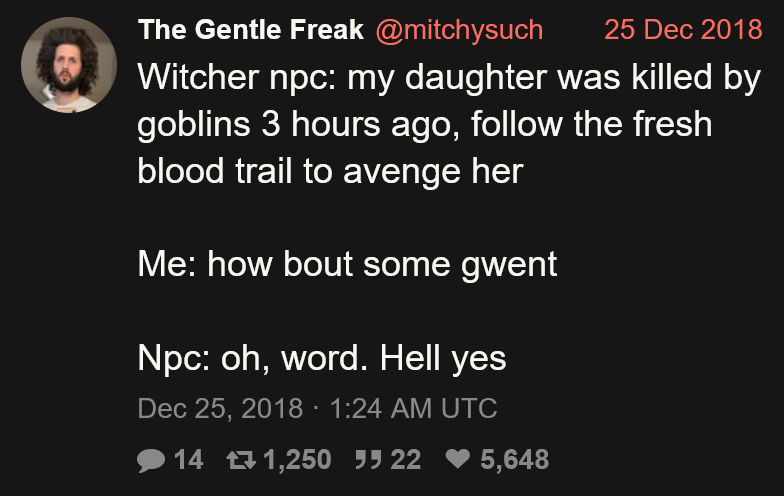 The Gentle Freak @mitchysuch 25 Dec 2018
Witcher npc: my daughter was killed by
goblins 3 hours ago, follow the fresh
blood trail to avenge her
Me: how bout some gwent
Npc: oh, word. Hell yes
Dec 25, 2018 · 1:24 AM UTC
14 1,250 22 5,648